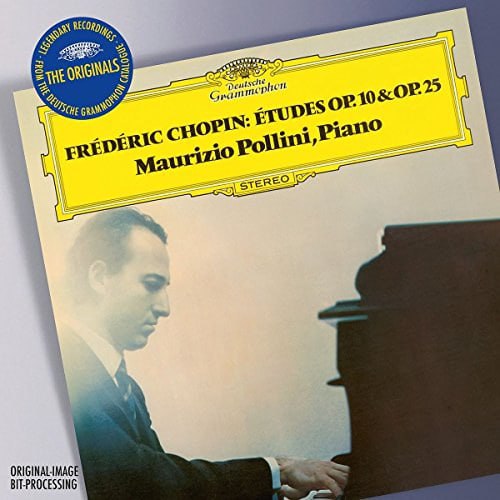 LEGENDARY RECORDINGS
THE ORIGINALS
·FROM THE DEUTSCHE GRAMMOPHON CATALOGUE·
Deutsche
Grammophon
FRÉDÉRIC CHOPIN: ÉTUDES OP. 10 & OP. 25
Maurizio Pollini, Piano
STEREO
ORIGINAL-IMAGE
BIT-PROCESSING